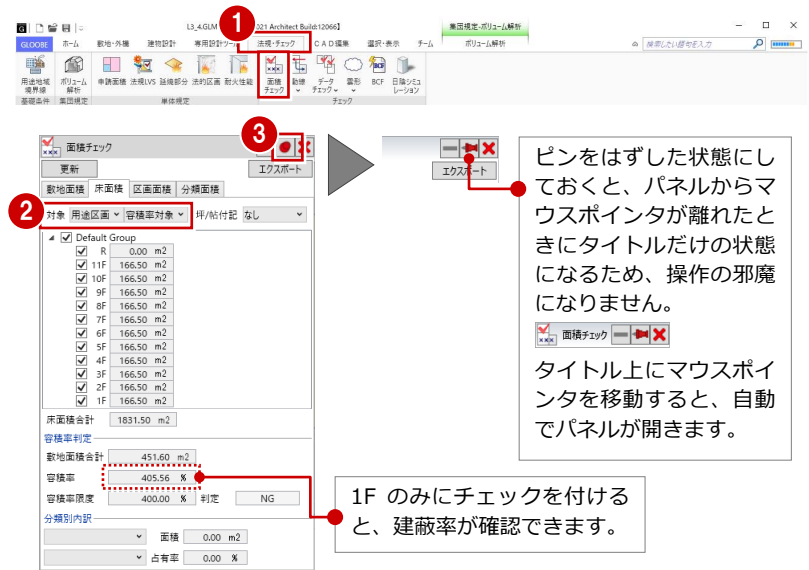 L3_4.GLM
021 Architect Build:12066】
集団規定-ボリューム解析
GLOOBE ホーム 敷地・外構 建物設計 専用設計ツール 法規・チェック CAD編集 選択・表示 チーム ボリューム解析 検索したい語句を入力
用途地域境界線 ボリューム解析 申請面積 法規LVS 延焼部分 法的区画 耐火性能 面積チェック 動線 データチェック 雲形 BCF 日陰シミュレーション
基礎条件 集団規定 単体規定 チェック
1
面積チェック
3
更新 エクスポート
敷地面積 床面積 区画面積 分類面積
2
対象 用途区画 容積率対象 坪/帖付記 なし
Default Group
R 0.00 m2
11F 166.50 m2
10F 166.50 m2
9F 166.50 m2
8F 166.50 m2
7F 166.50 m2
6F 166.50 m2
5F 166.50 m2
4F 166.50 m2
3F 166.50 m2
2F 166.50 m2
1F 166.50 m2
床面積合計 1831.50 m2
容積率判定
敷地面積合計 451.60 m2
容積率 405.56 %
容積率限度 400.00 % 判定 NG
分類別内訳
面積 0.00 m2
占有率 0.00 %
エクスポート
ピンをはずした状態にし
ておくと、パネルからマ
ウスポインタが離れたと
きにタイトルだけの状態
になるため、操作の邪魔
になりません。
面積チェック
タイトル上にマウスポイ
ンタを移動すると、自動
でパネルが開きます。
1F のみにチェックを付ける
と、建蔽率が確認できます。